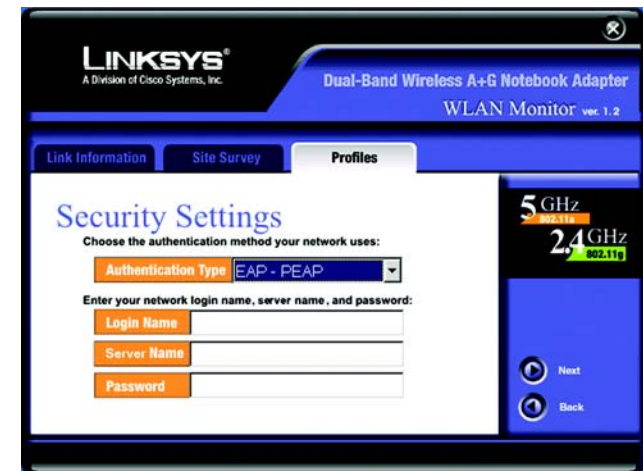 LINKSYS®
A Division of Cisco Systems, Inc.
Dual-Band Wireless A+G Notebook Adapter
WLAN Monitor ver. 1.2
Link Information
Site Survey
Profiles
Security Settings
Choose the authentication method your network uses:
Authentication Type EAP - PEAP
Enter your network login name, server name, and password:
Login Name
Server Name
Password
5 GHz
802.11a
2.4 GHz
802.11g
Next
Back